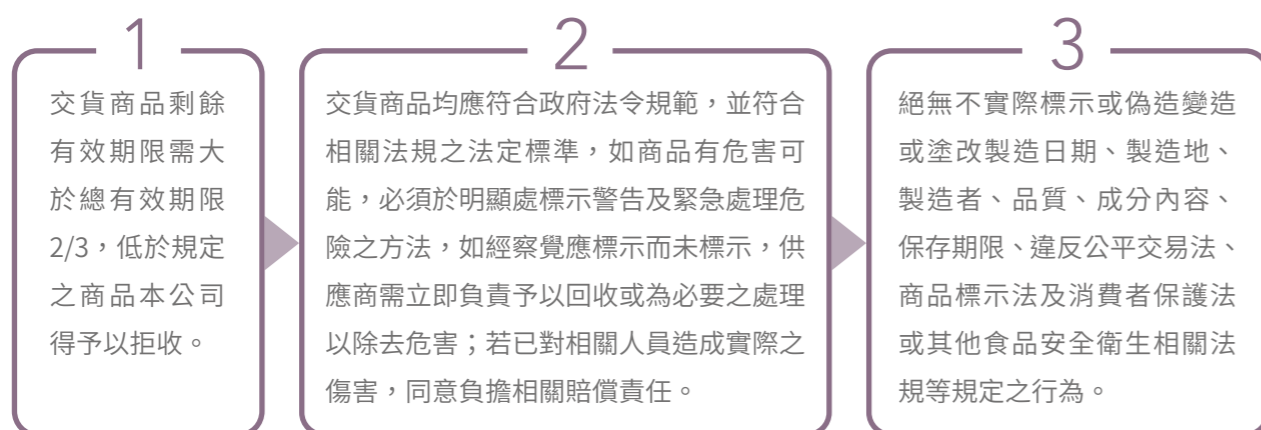 1
交貨商品剩餘
有效期限需大
於總有效期限
2/3，低於規定
之商品本公司
得予以拒收。
2
交貨商品均應符合政府法令規範，並符合
相關法規之法定標準，如商品有危害可
能，必須於明顯處標示警告及緊急處理危
險之方法，如經察覺應標示而未標示，供
應商需立即負責予以回收或為必要之處理
以除去危害；若已對相關人員造成實際之
傷害，同意負擔相關賠償責任。
3
絕無不實際標示或偽造變造
或塗改製造日期、製造地、
製造者、品質、成分內容、
保存期限、違反公平交易法、
商品標示法及消費者保護法
或其他食品安全衛生相關法
規等規定之行為。